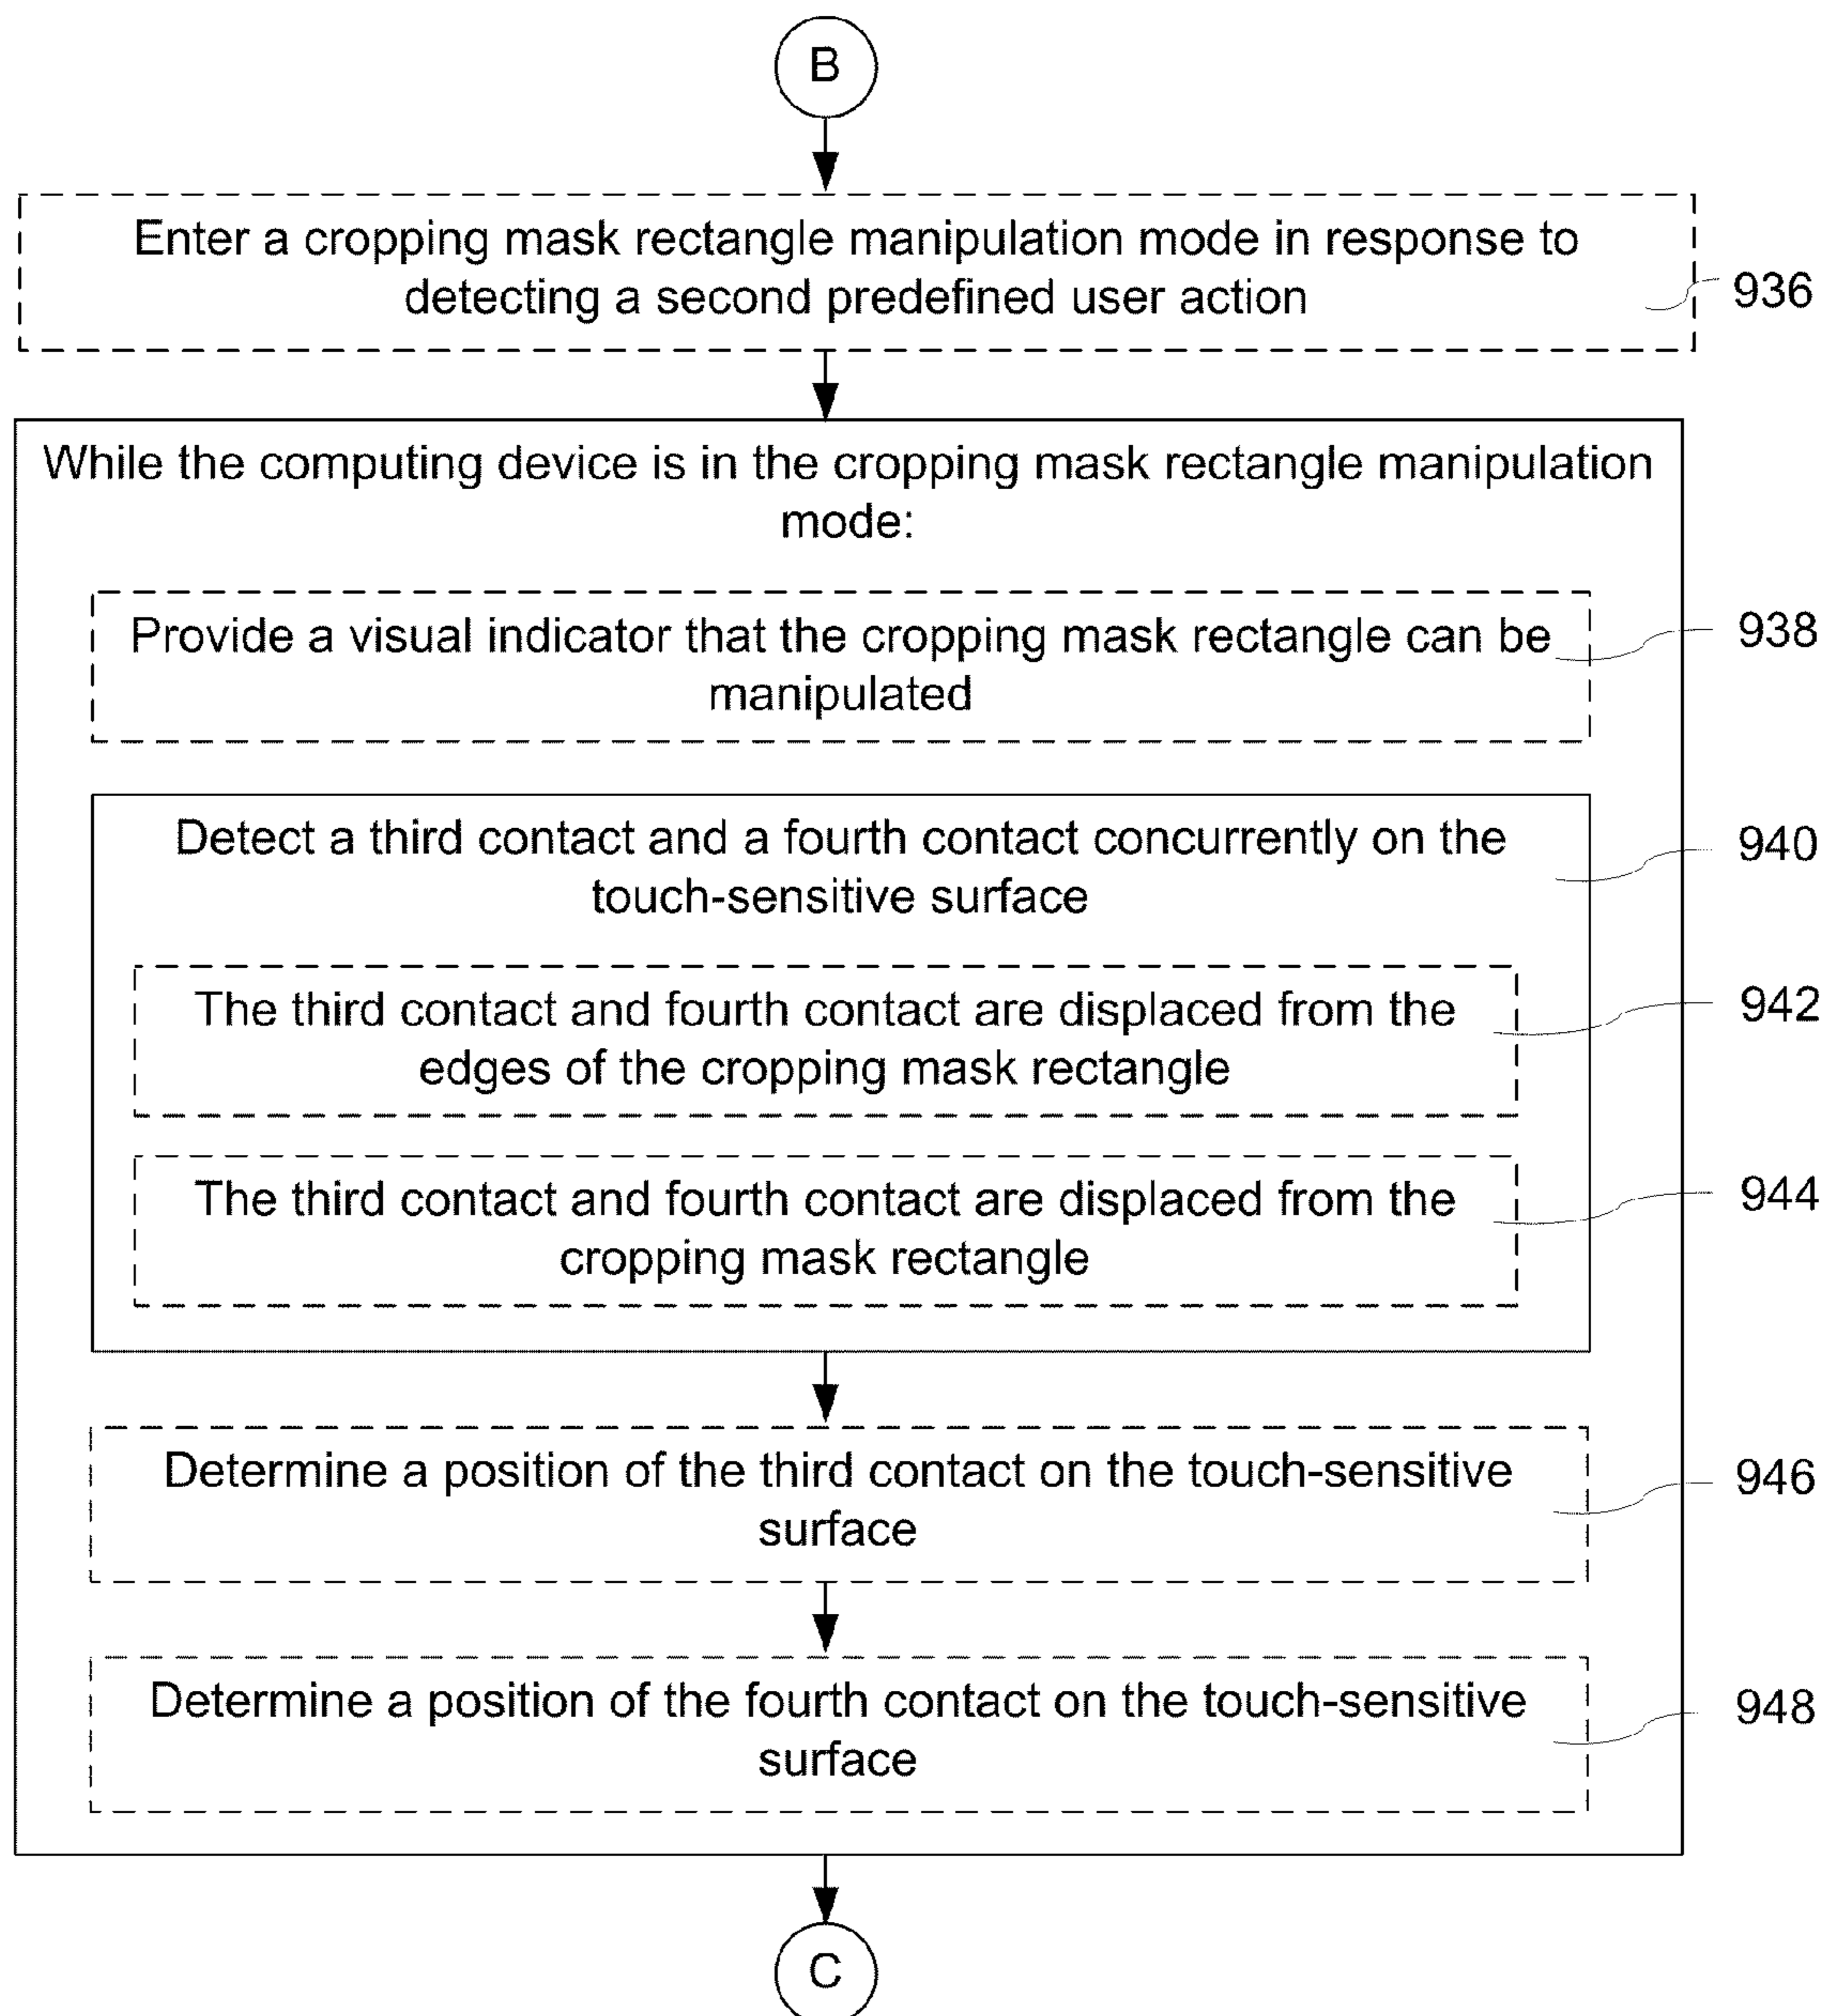 B
Enter a cropping mask rectangle manipulation mode in response to
detecting a second predefined user action
936
While the computing device is in the cropping mask rectangle manipulation
mode:
Provide a visual indicator that the cropping mask rectangle can be
manipulated
938
Detect a third contact and a fourth contact concurrently on the
touch-sensitive surface
940
The third contact and fourth contact are displaced from the
edges of the cropping mask rectangle
942
The third contact and fourth contact are displaced from the
cropping mask rectangle
944
Determine a position of the third contact on the touch-sensitive
surface
946
Determine a position of the fourth contact on the touch-sensitive
surface
948
C